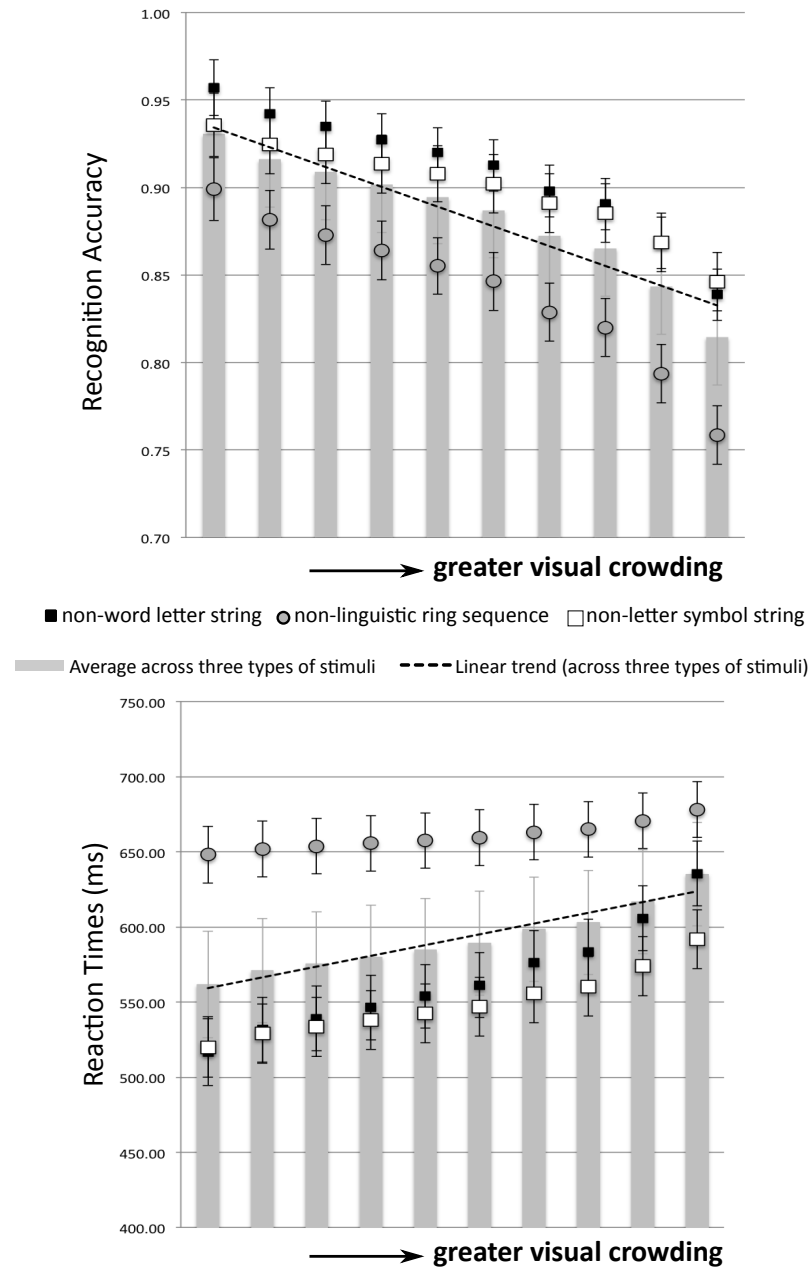 1.00
0.95
0.90
0.85
0.80
0.75
0.70
Recognition Accuracy
greater visual crowding
non-word letter string non-linguistic ring sequence non-letter symbol string
Average across three types of stimuli Linear trend (across three types of stimuli)
750.00
700.00
650.00
600.00
550.00
500.00
450.00
400.00
Reaction Times (ms)
greater visual crowding